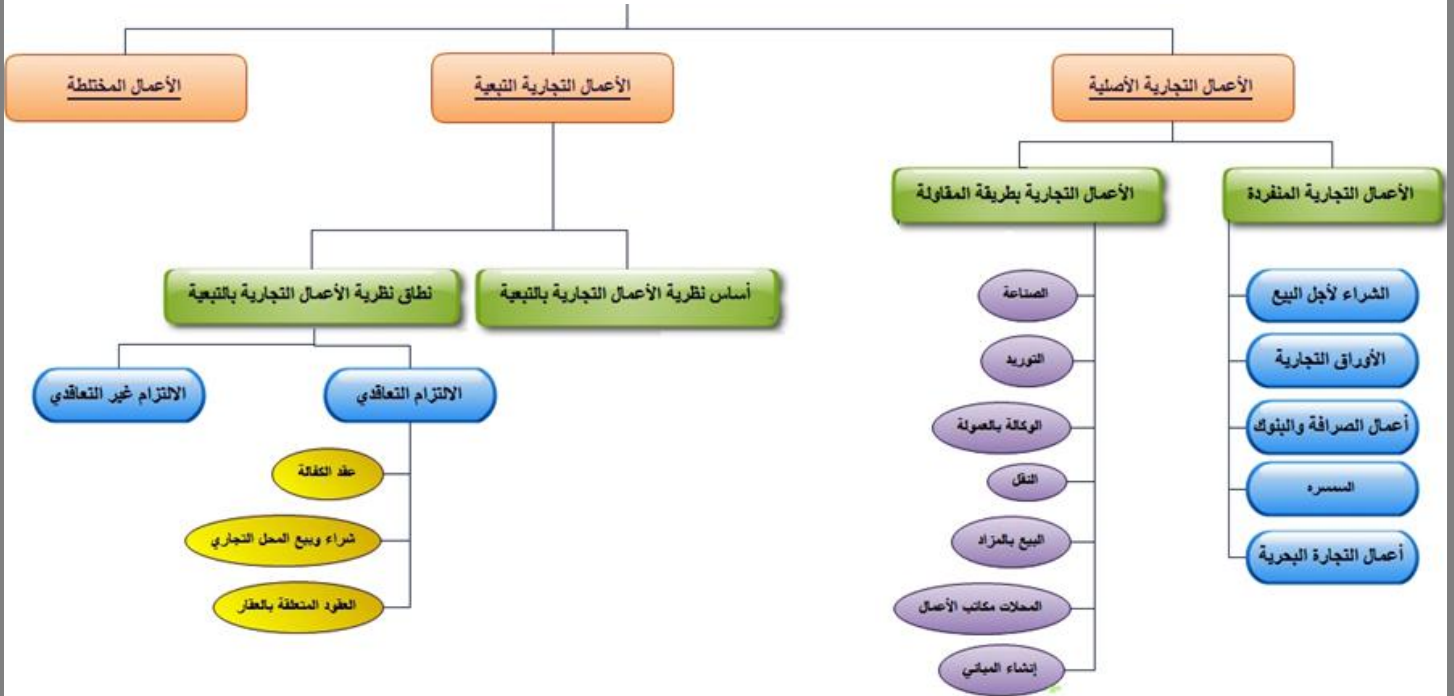 الأعمال التجارية الأصلية
الأعمال التجارية التبعية
الأعمال المختلطة
الأعمال التجارية المنفردة
الأعمال التجارية بطريقة المقاولة
أساس نظرية الأعمال التجارية بالتبعية
نطاق نظرية الأعمال التجارية بالتبعية
الشراء لأجل البيع
الأوراق التجارية
أعمال الصرافة والبنوك
السمسره
أعمال التجارة البحرية
الصناعة
التوريد
الوكالة بالعمولة
النقل
البيع بالمزاد
المحلات مكاتب الأعمال
إنشاء المباني
الالتزام التعاقدي
الالتزام غير التعاقدي
عقد الكفالة
شراء وبيع المحل التجاري
العقود المتعلقة بالعقار